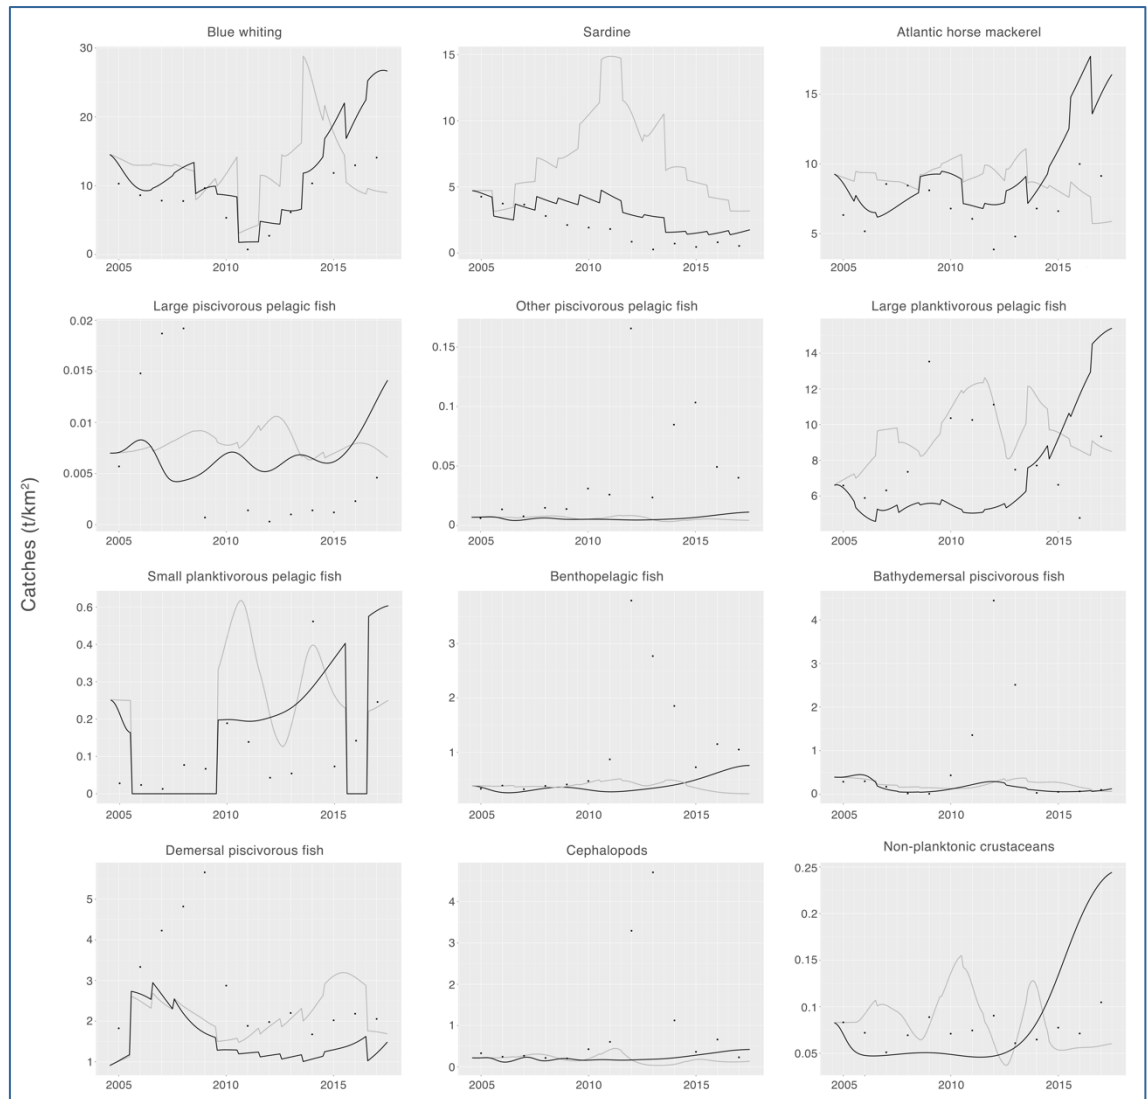 Catches (t/km²)
Blue whiting
30
20
10
0
2005 2010 2015
Sardine
15
10
5
0
2005 2010 2015
Atlantic horse mackerel
15
10
5
2005 2010 2015
Large piscivorous pelagic fish
0.02
0.015
0.01
0.005
0
2005 2010 2015
Other piscivorous pelagic fish
0.15
0.1
0.05
0
2005 2010 2015
Large planktivorous pelagic fish
14
12
10
8
6
2005 2010 2015
Small planktivorous pelagic fish
0.6
0.5
0.4
0.3
0.2
0.1
0
2005 2010 2015
Benthopelagic fish
3
2
1
2005 2010 2015
Bathydemersal piscivorous fish
4
3
2
1
0
2005 2010 2015
Demersal piscivorous fish
5
4
3
2
1
2005 2010 2015
Cephalopods
4
3
2
1
0
2005 2010 2015
Non-planktonic crustaceans
0.25
0.2
0.15
0.1
0.05
2005 2010 2015